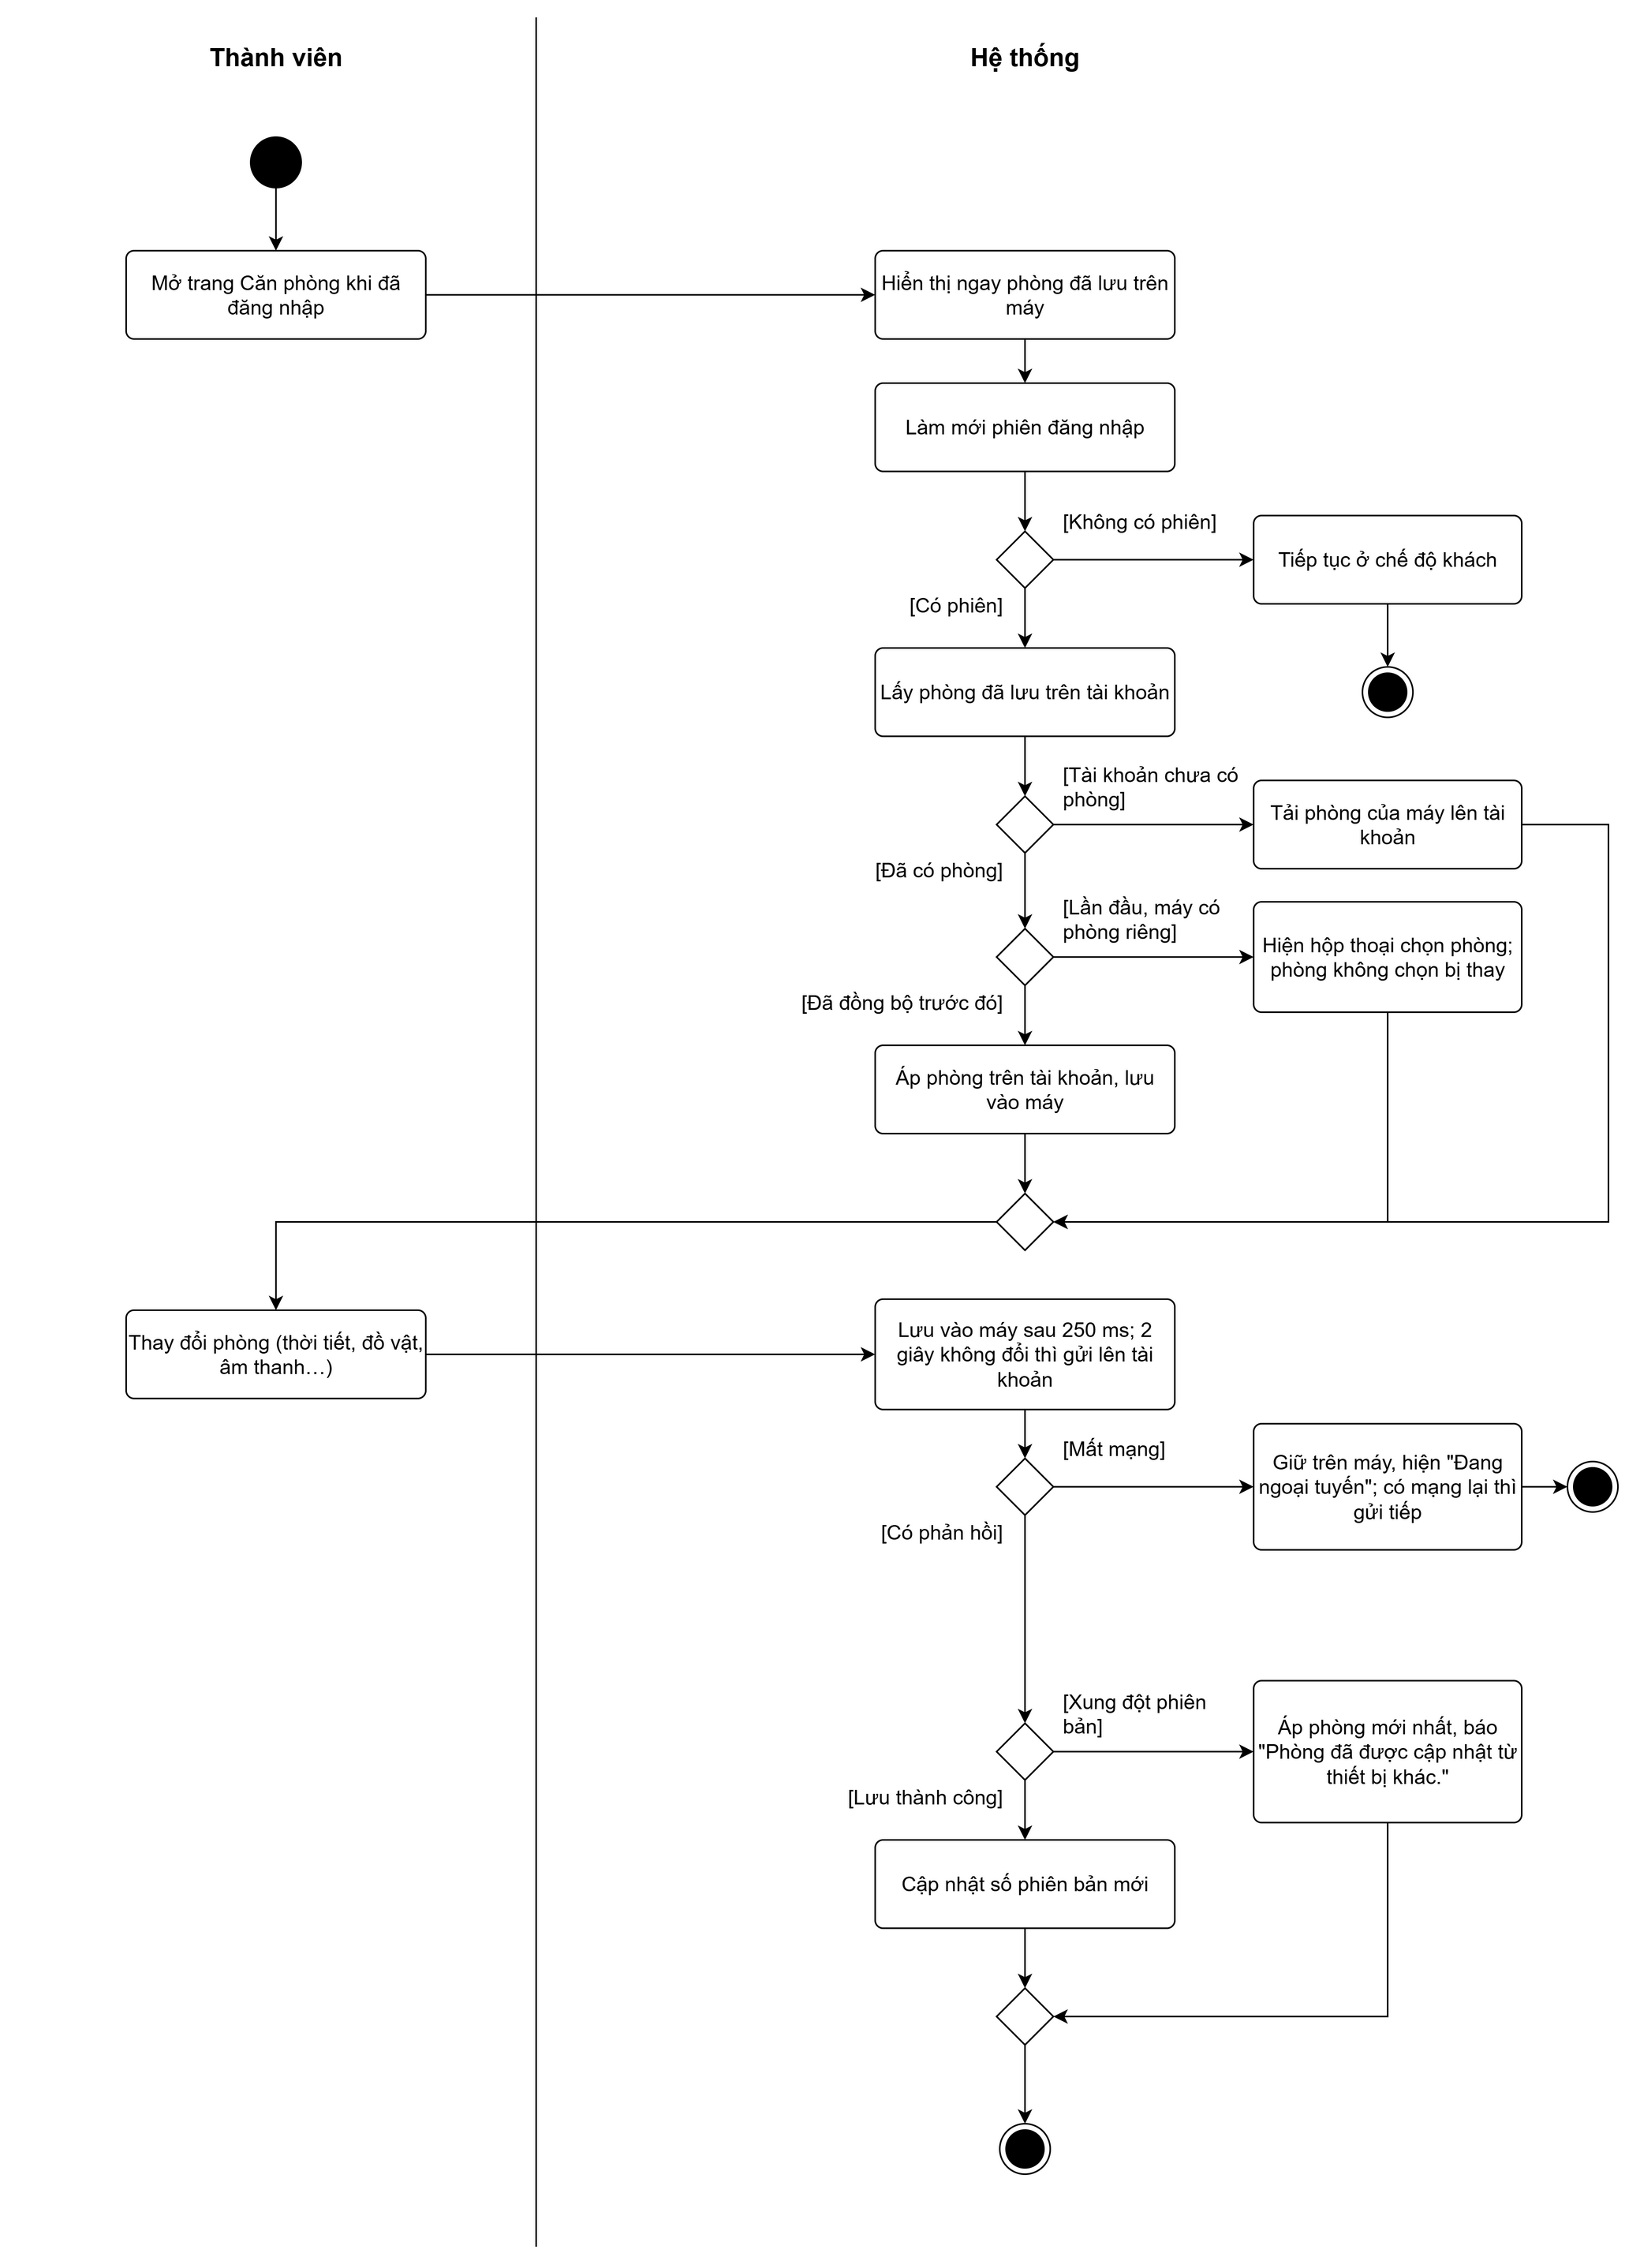 Thành viên
Hệ thống
Mở trang Căn phòng khi đã
đăng nhập
Hiển thị ngay phòng đã lưu trên
máy
Làm mới phiên đăng nhập
[Không có phiên]
Tiếp tục ở chế độ khách
[Có phiên]
Lấy phòng đã lưu trên tài khoản
[Tài khoản chưa có
phòng]
Tải phòng của máy lên tài
khoản
[Đã có phòng]
[Lần đầu, máy có
phòng riêng]
Hiện hộp thoại chọn phòng;
phòng không chọn bị thay
[Đã đồng bộ trước đó]
Áp phòng trên tài khoản, lưu
vào máy
Thay đổi phòng (thời tiết, đồ vật,
âm thanh…)
Lưu vào máy sau 250 ms; 2
giây không đổi thì gửi lên tài
khoản
[Mất mạng]
Giữ trên máy, hiện "Đang
ngoại tuyến"; có mạng lại thì
gửi tiếp
[Có phản hồi]
[Xung đột phiên
bản]
Áp phòng mới nhất, báo
"Phòng đã được cập nhật từ
thiết bị khác."
[Lưu thành công]
Cập nhật số phiên bản mới